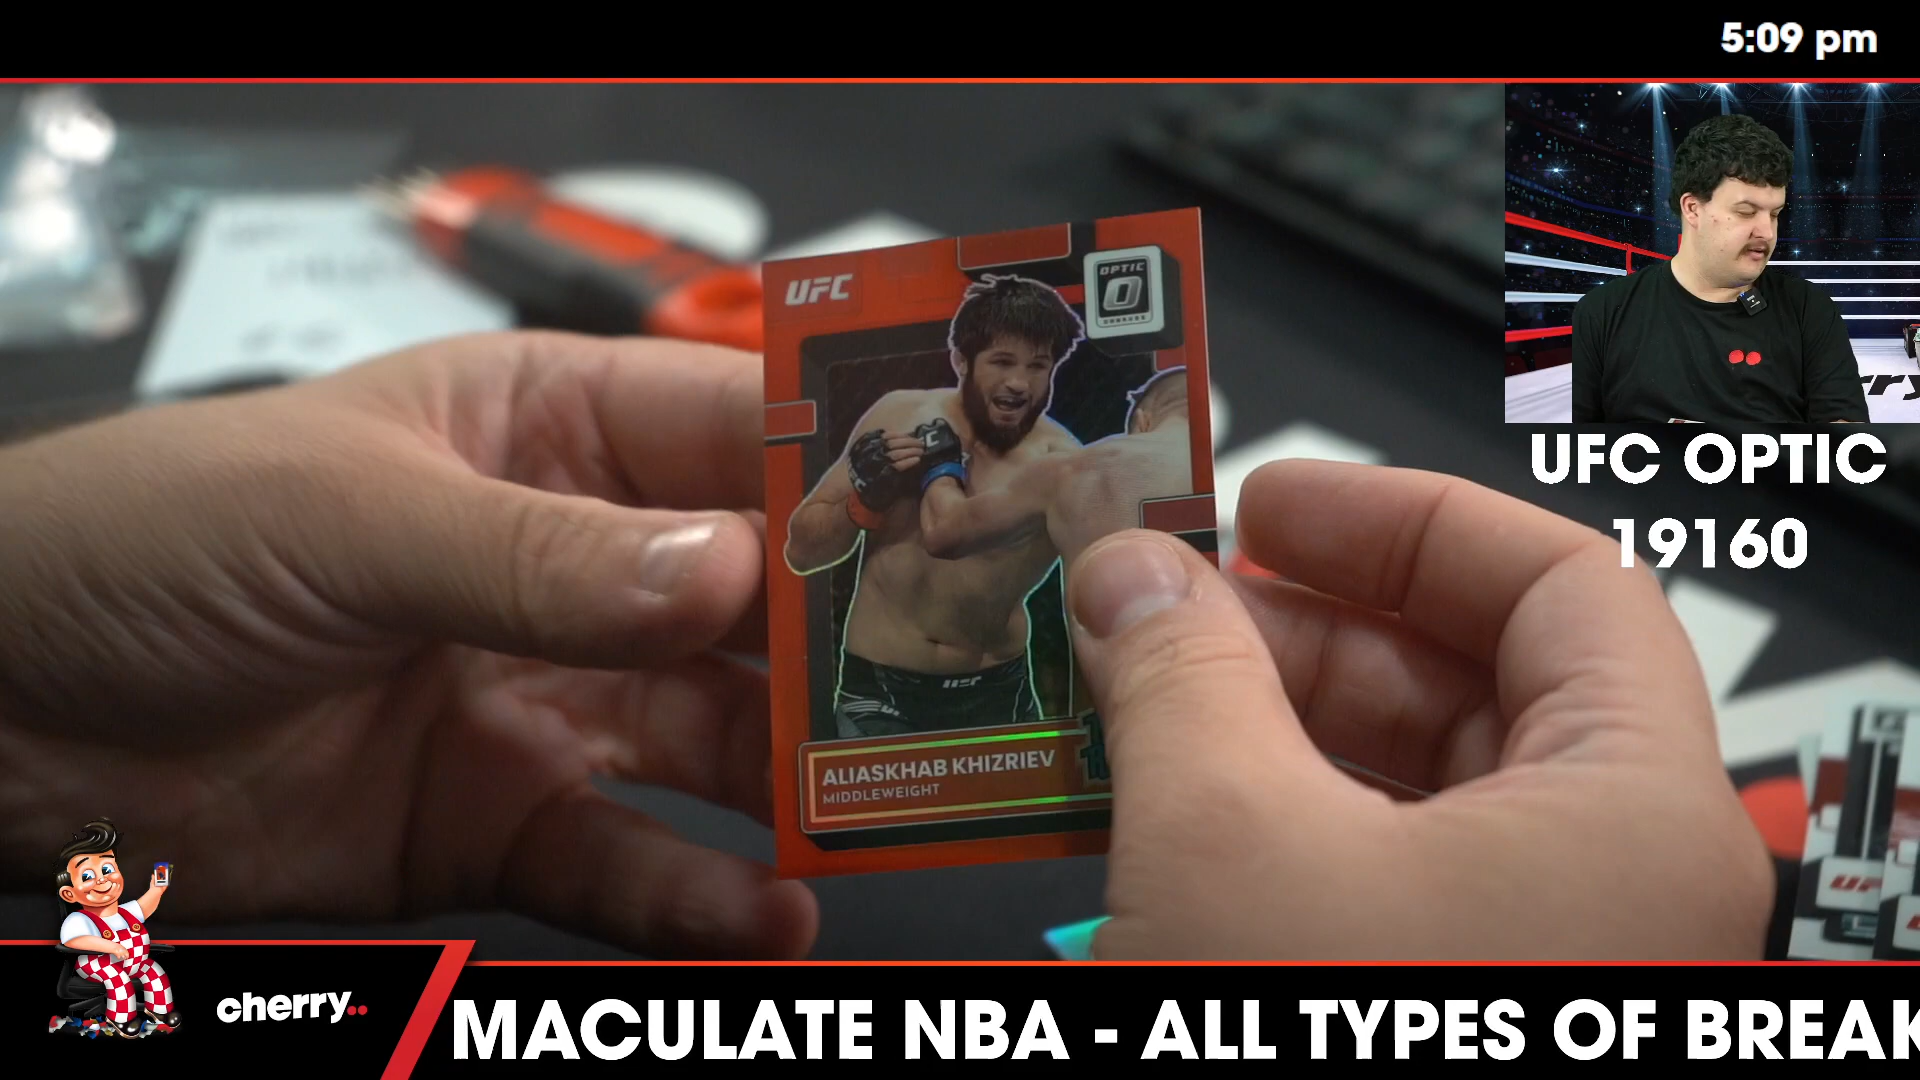 5:09 pm
UFC
OPTIC
ALIASKHAB KHIZRIEV
MIDDLEWEIGHT
UFC OPTIC
19160
cherry..
MACULATE NBA - ALL TYPES OF BREAK